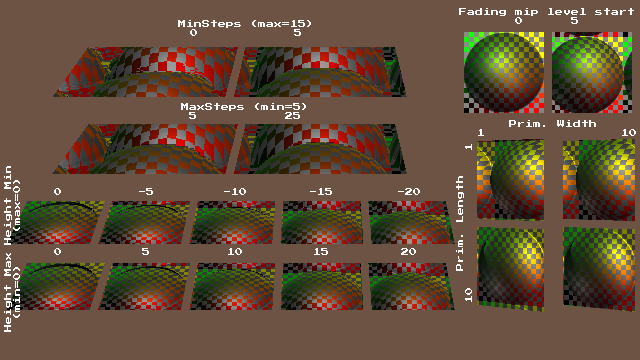 MinSteps (max=15)
0 5
MaxSteps (min=5)
5 25
Height Min
(max=0)
0 -5 -10 -15 -20
Height Max
(min=0)
0 5 10 15 20
Fading mip level start
0 5
Prim. Width
1 10
Prim. Length
1
10